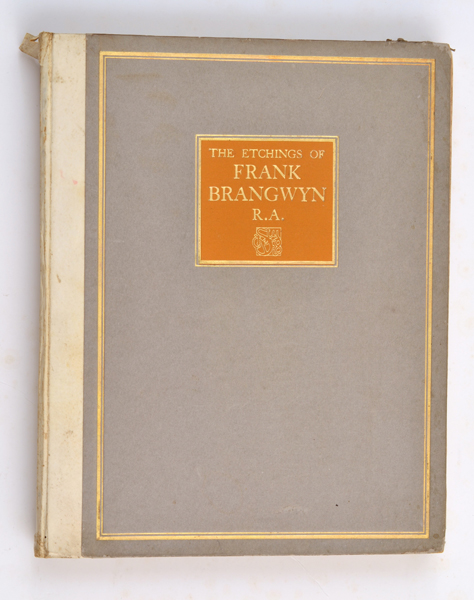 THE ETCHINGS OF
FRANK
BRANGWYN
R.A.